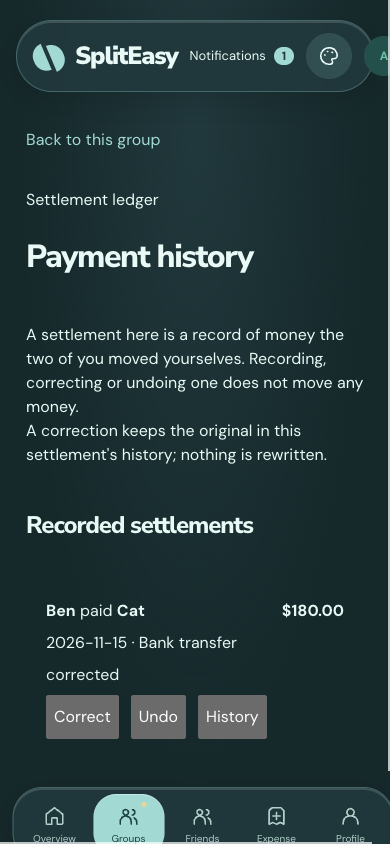 SplitEasy Notifications 1 A
Back to this group
Settlement ledger
Payment history
A settlement here is a record of money the
two of you moved yourselves. Recording,
correcting or undoing one does not move any
money.
A correction keeps the original in this
settlement's history; nothing is rewritten.
Recorded settlements
Ben paid Cat $180.00
2026-11-15 · Bank transfer
corrected
Correct Undo History
Overview Groups Friends Expense Profile